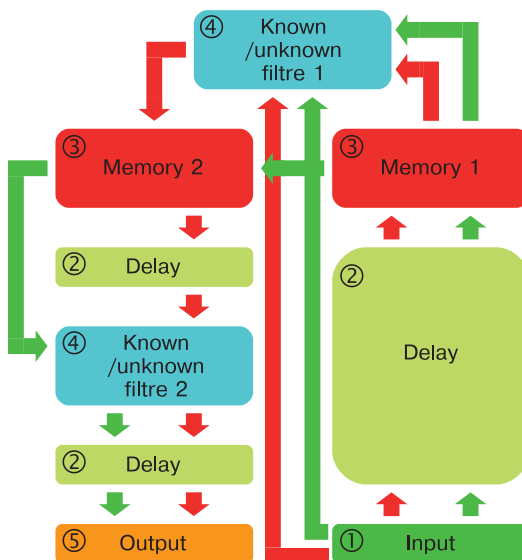 ④ Known
/unknown
filtre 1
③ Memory 2
③ Memory 1
② Delay
② Delay
④ Known
/unknown
filtre 2
② Delay
⑤ Output
① Input